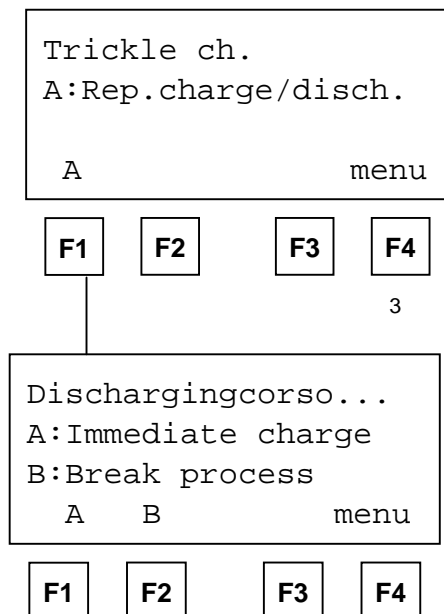 Trickle ch.
A:Rep.charge/disch.
A menu
F1 F2 F3 F4
3
Dischargingcorso...
A:Immediate charge
B:Break process
A B menu
F1 F2 F3 F4